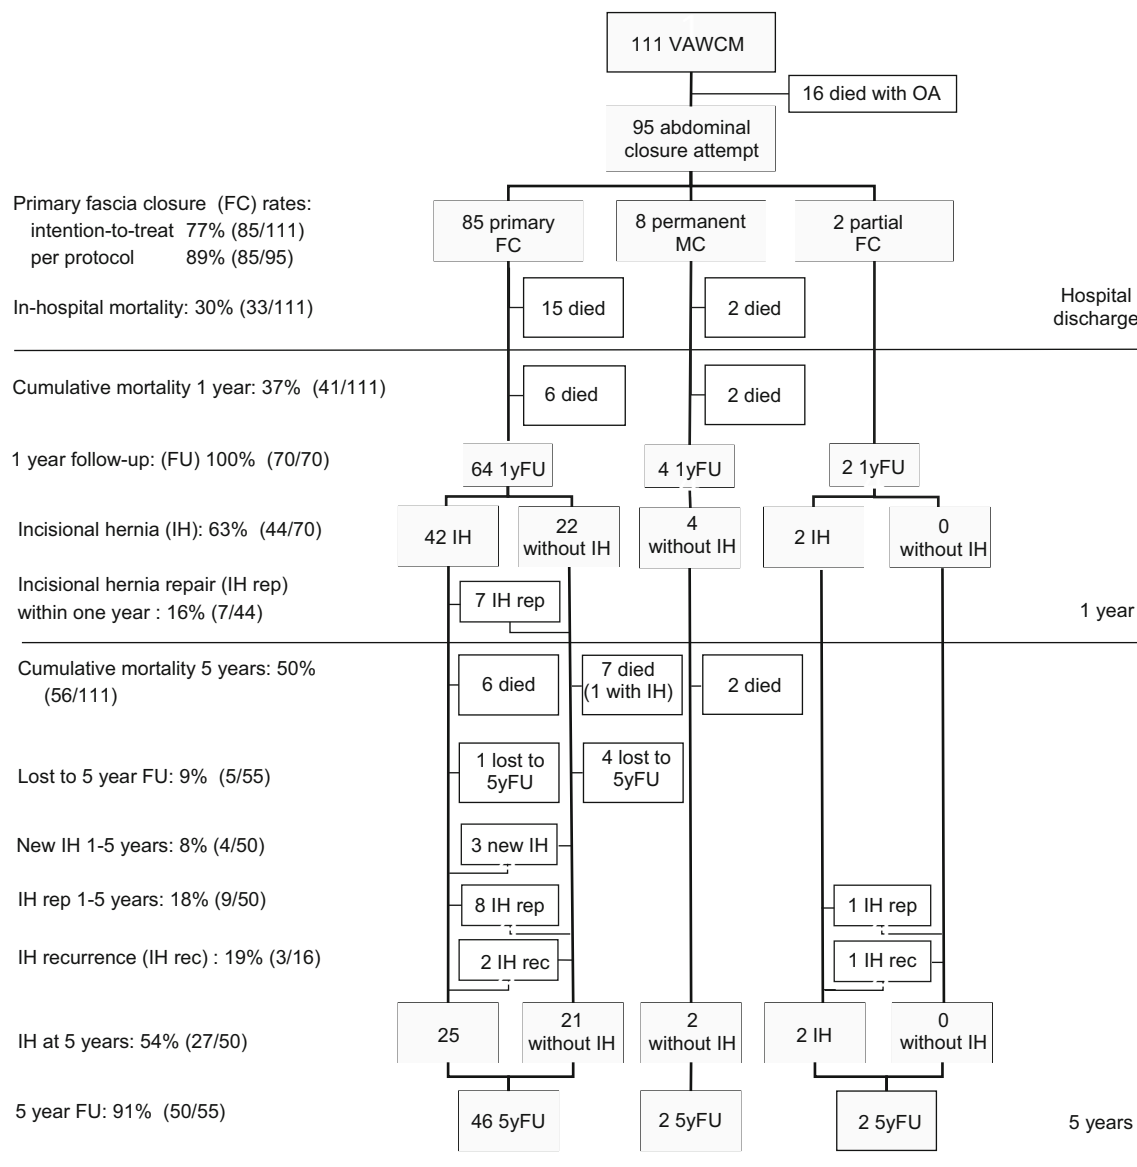 111 VAWCM
16 died with OA
95 abdominal
closure attempt
Primary fascia closure (FC) rates:
intention-to-treat 77% (85/111)
per protocol 89% (85/95)
85 primary
FC
8 permanent
MC
2 partial
FC
In-hospital mortality: 30% (33/111)
15 died
2 died
Hospital
discharge
Cumulative mortality 1 year: 37% (41/111)
6 died
2 died
1 year follow-up: (FU) 100% (70/70)
64 1yFU
4 1yFU
2 1yFU
Incisional hernia (IH): 63% (44/70)
42 IH
22
without IH
4
without IH
2 IH
0
without IH
Incisional hernia repair (IH rep)
within one year : 16% (7/44)
7 IH rep
1 year
Cumulative mortality 5 years: 50%
(56/111)
6 died
7 died
(1 with IH)
2 died
Lost to 5 year FU: 9% (5/55)
1 lost to
5yFU
4 lost to
5yFU
New IH 1-5 years: 8% (4/50)
3 new IH
IH rep 1-5 years: 18% (9/50)
8 IH rep
1 IH rep
IH recurrence (IH rec) : 19% (3/16)
2 IH rec
1 IH rec
IH at 5 years: 54% (27/50)
25
21
without IH
2
without IH
2 IH
0
without IH
5 year FU: 91% (50/55)
46 5yFU
2 5yFU
2 5yFU
5 years